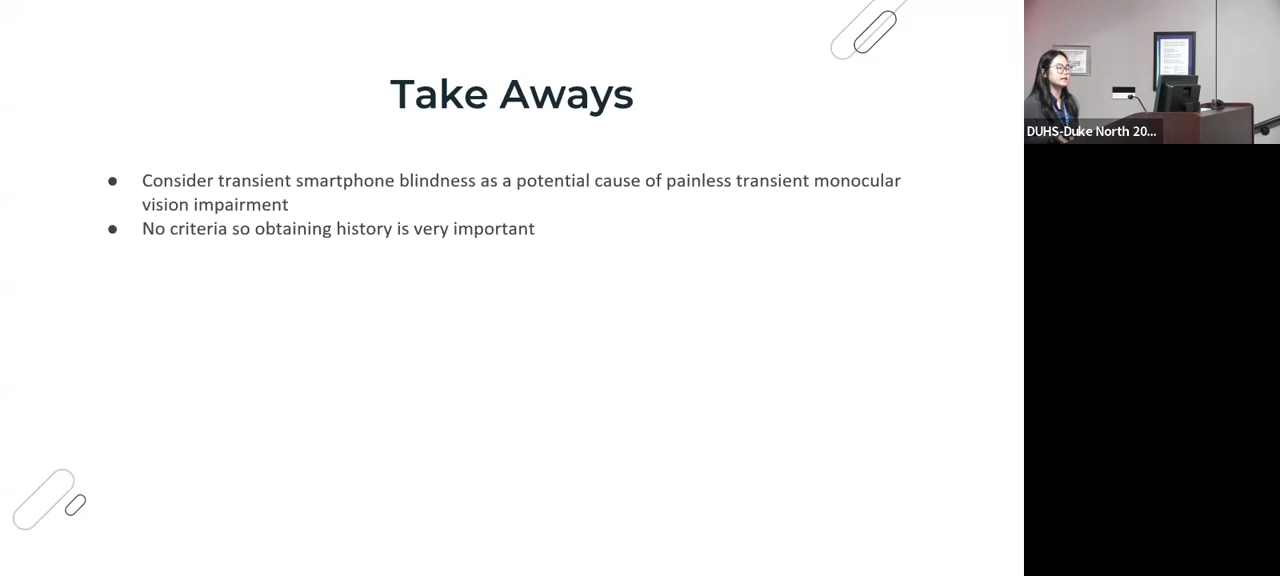 Take Aways
● Consider transient smartphone blindness as a potential cause of painless transient monocular
vision impairment
● No criteria so obtaining history is very important
DUHS-Duke North 20...